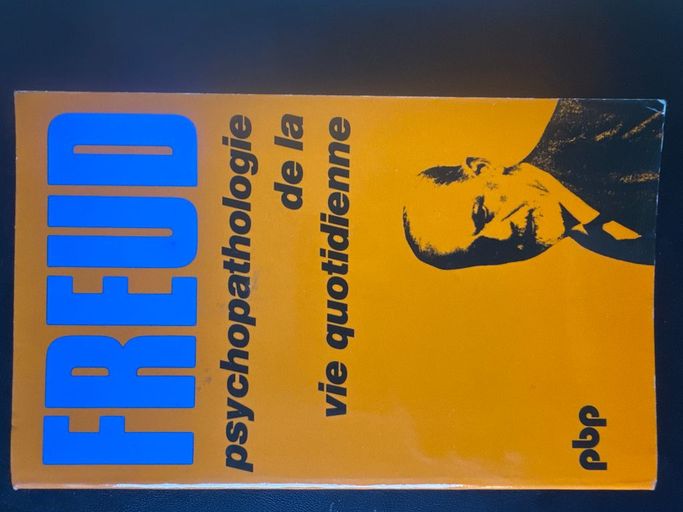 FREUD
psychopathologie
de la
vie quotidienne
pbp